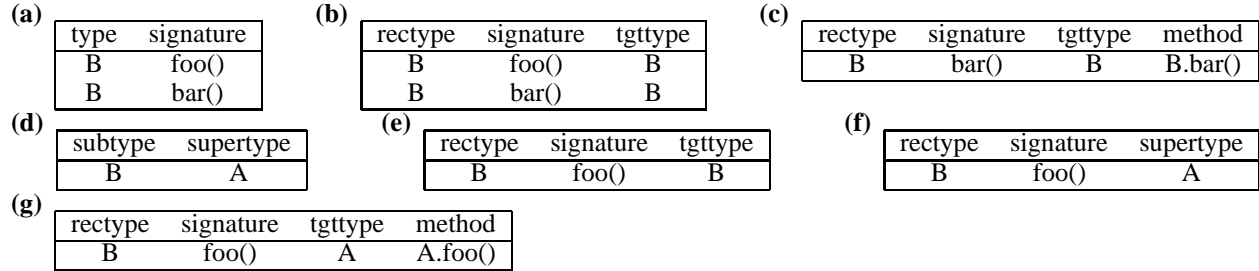 (a) (b) (c)
type signature
B foo()
B bar()
rectype signature tgttype
B foo() B
B bar() B
rectype signature tgttype method
B bar() B B.bar()
(d) (e) (f)
subtype supertype
B A
rectype signature tgttype
B foo() B
rectype signature supertype
B foo() A
(g)
rectype signature tgttype method
B foo() A A.foo()